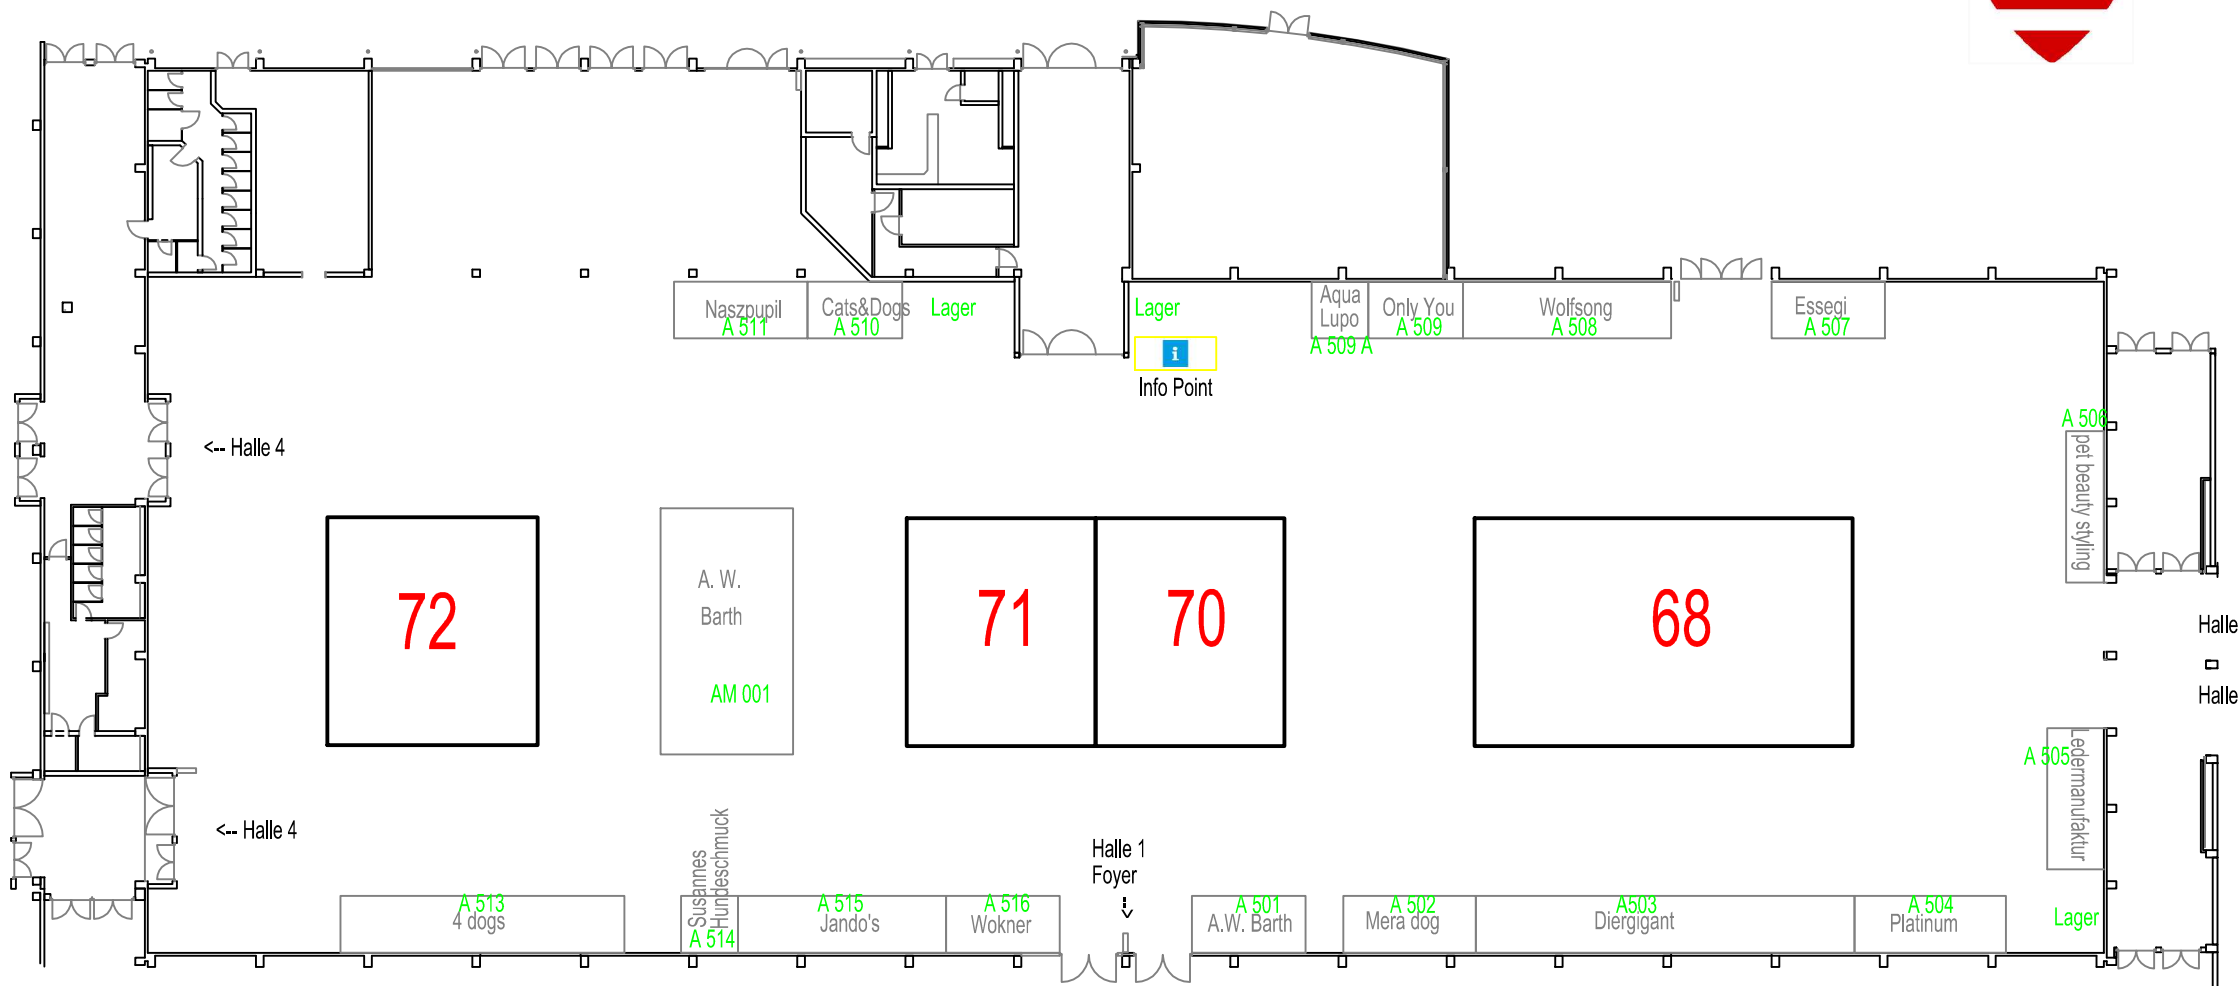 Naszpupil
A 511
Cats&Dogs
A 510
Lager
Lager
i
Info Point
Aqua
Lupo
A 509 A
Only You
A 509
Wolfsong
A 508
Essegi
A 507
A 506
pet beauty styling
<-- Halle 4
72
A. W.
Barth
AM 001
71
70
68
Halle
Halle
A 505
Ledermanufaktur
<-- Halle 4
Halle 1
Foyer
A 513
4 dogs
Susannes
Hundeschmuck
A 514
A 515
Jando's
A 516
Wokner
A 501
A.W. Barth
A 502
Mera dog
A503
Diergigant
A 504
Platinum
Lager